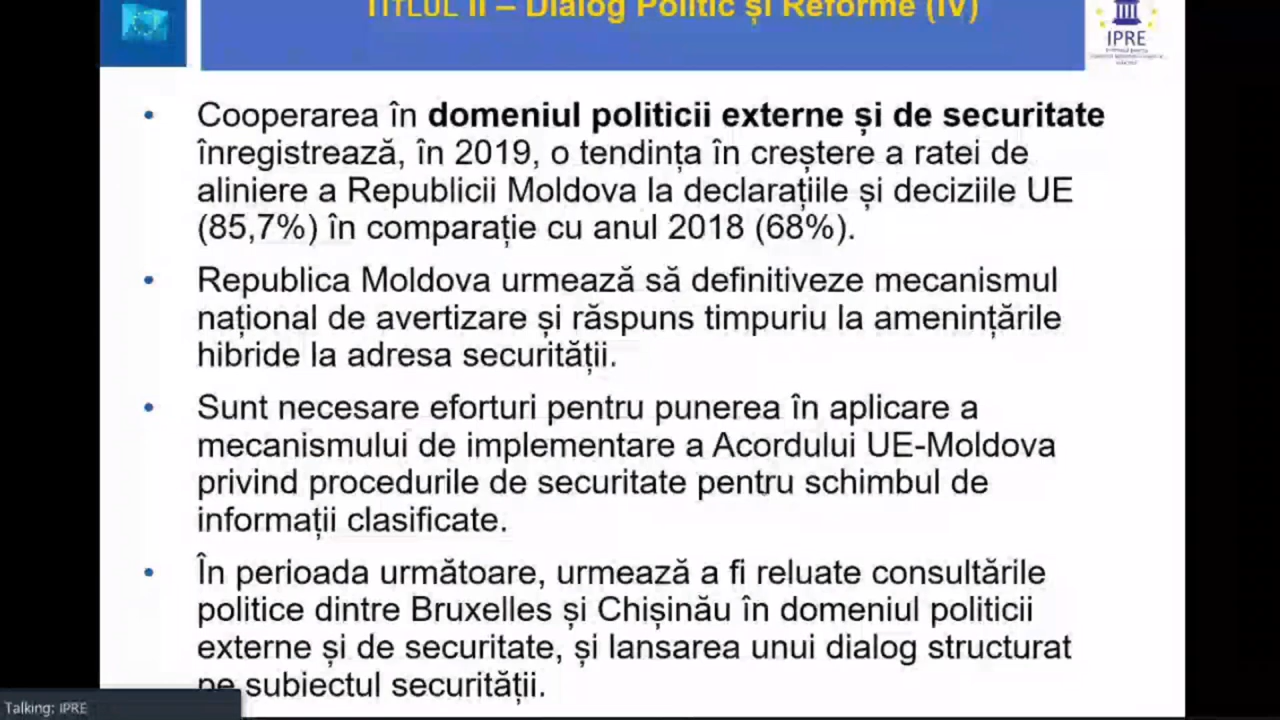 TITLUL II – Dialog Politic și Reforme (IV)
IPRE
Cooperarea în domeniul politicii externe și de securitate
înregistrează, în 2019, o tendința în creștere a ratei de
aliniere a Republicii Moldova la declarațiile și deciziile UE
(85,7%) în comparație cu anul 2018 (68%).
Republica Moldova urmează să definitiveze mecanismul
național de avertizare și răspuns timpuriu la amenințările
hibride la adresa securității.
Sunt necesare eforturi pentru punerea în aplicare a
mecanismului de implementare a Acordului UE-Moldova
privind procedurile de securitate pentru schimbul de
informații clasificate.
În perioada următoare, urmează a fi reluate consultările
politice dintre Bruxelles și Chișinău în domeniul politicii
externe și de securitate, și lansarea unui dialog structurat
pe subiectul securității.
Talking: IPRE